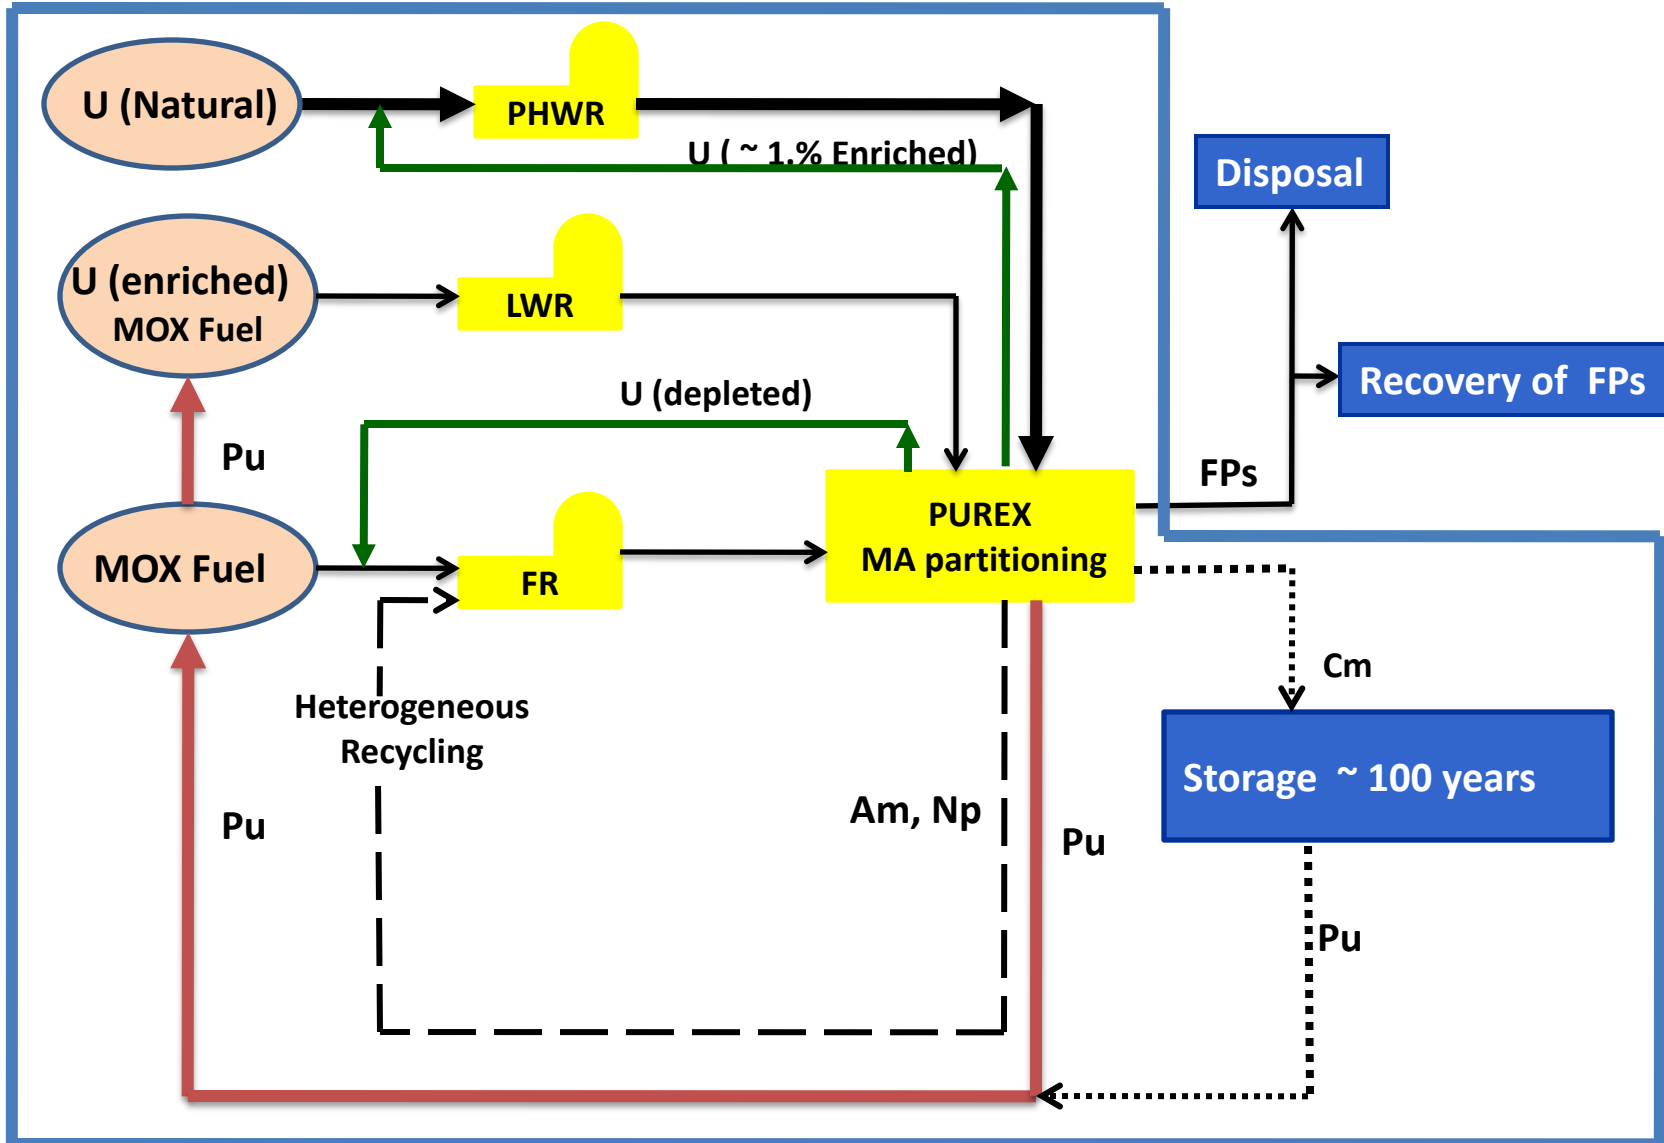 U (Natural)
PHWR
U ( ~ 1.% Enriched)
Disposal
U (enriched)
MOX Fuel
LWR
Recovery of FPs
U (depleted)
Pu
FPs
PUREX
MA partitioning
MOX Fuel
FR
Cm
Heterogeneous
Recycling
Storage ~ 100 years
Am, Np
Pu
Pu
Pu